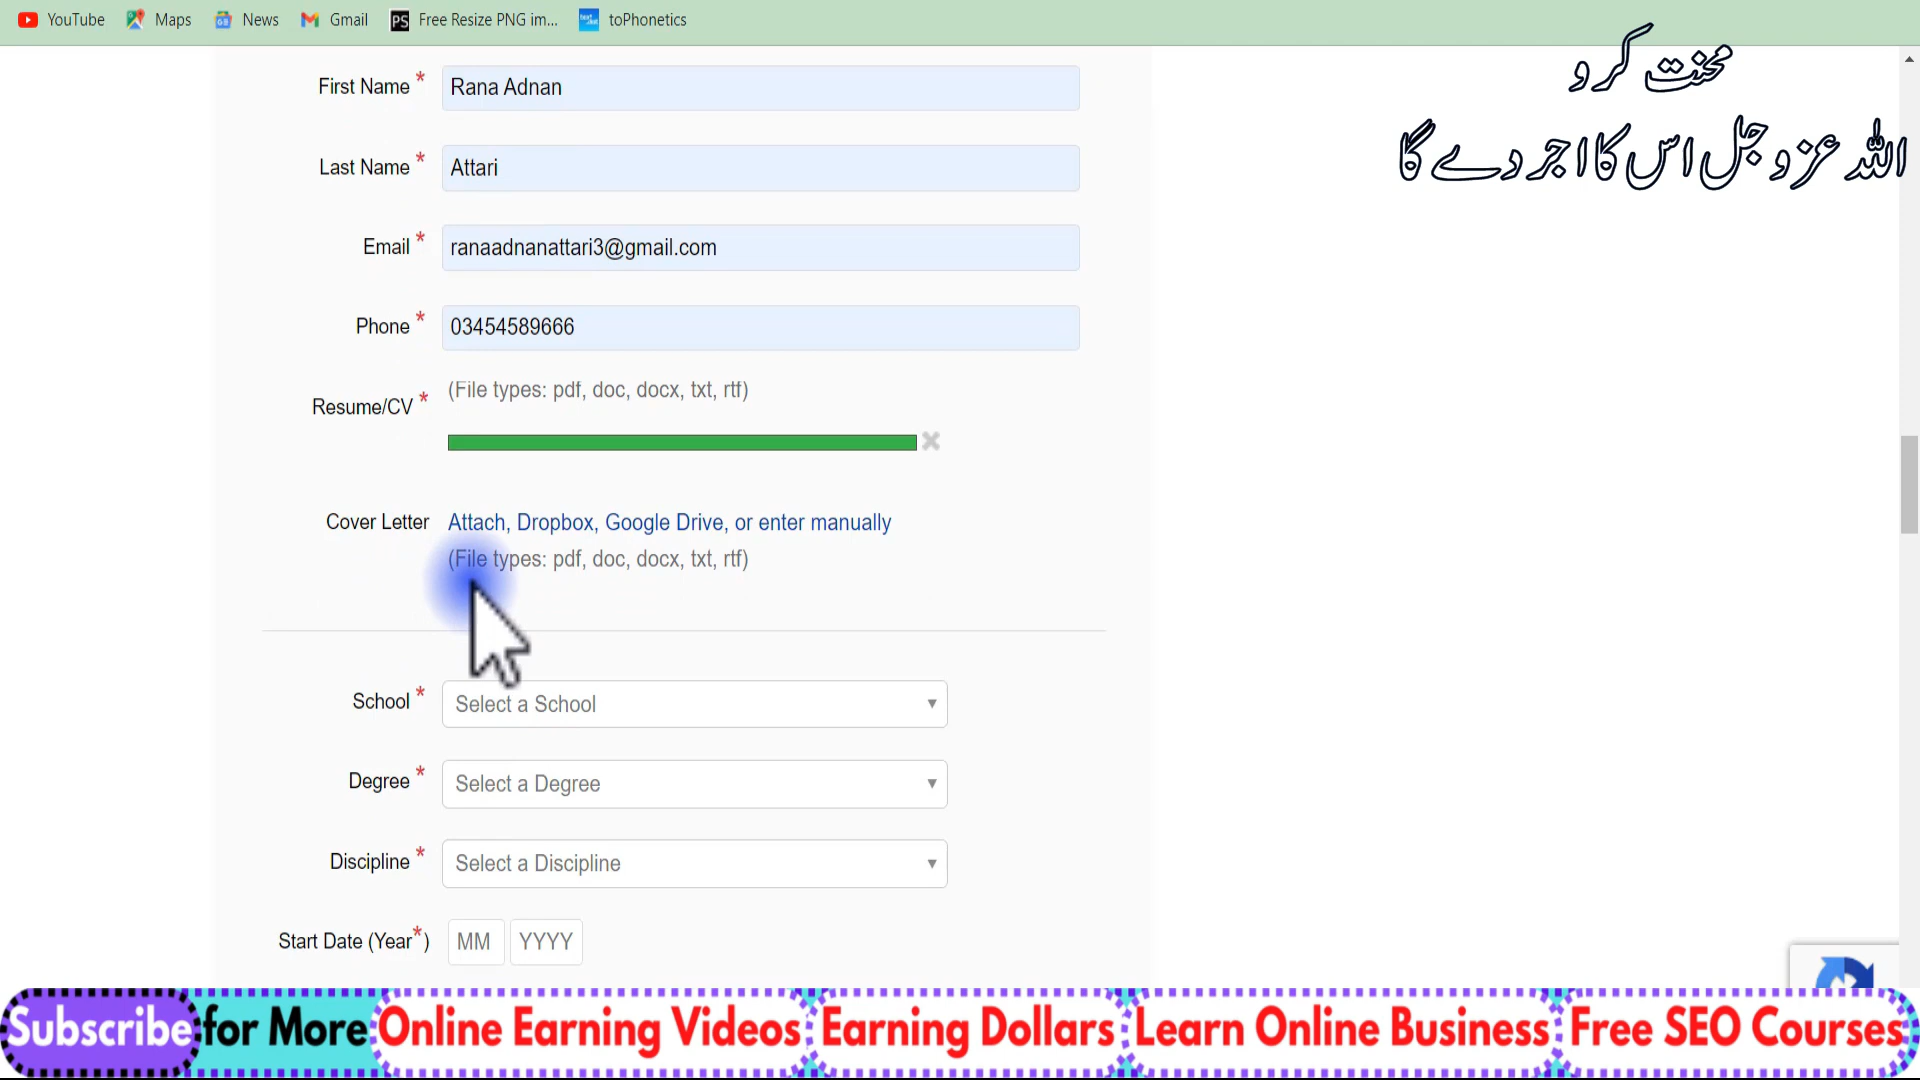 YouTube Maps News Gmail PS Free Resize PNG im... toPhonetics
محنت کرو
اللہ عزوجل اس کا اجر دے گا
First Name * Rana Adnan
Last Name * Attari
Email * ranaadnanattari3@gmail.com
Phone * 03454589666
Resume/CV * (File types: pdf, doc, docx, txt, rtf)
Cover Letter Attach, Dropbox, Google Drive, or enter manually
(File types: pdf, doc, docx, txt, rtf)
School * Select a School
Degree * Select a Degree
Discipline * Select a Discipline
Start Date (Year*) MM YYYY
Subscribe for More Online Earning Videos Earning Dollars Learn Online Business Free SEO Courses